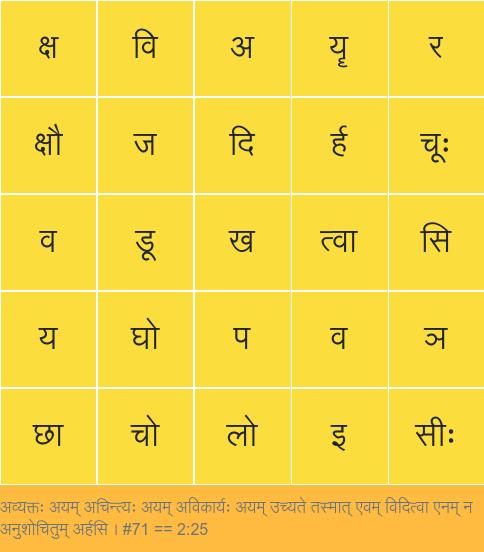 क्ष वि अ यॄ र
क्षौ ज दि र्ह चूः
व डू ख त्वा सि
य घो प व ञ
छा चो लो इ सीः
अव्यक्तः अयम् अचिन्त्यः अयम् अविकार्यः अयम् उच्यते तस्मात् एवम् विदित्वा एनम् न
अनुशोचितुम् अर्हसि । #71 == 2:25